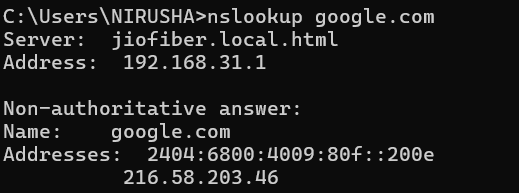 C:\Users\NIRUSHA>nslookup google.com
Server:  jiofiber.local.html
Address:  192.168.31.1

Non-authoritative answer:
Name:    google.com
Addresses:  2404:6800:4009:80f::200e
          216.58.203.46